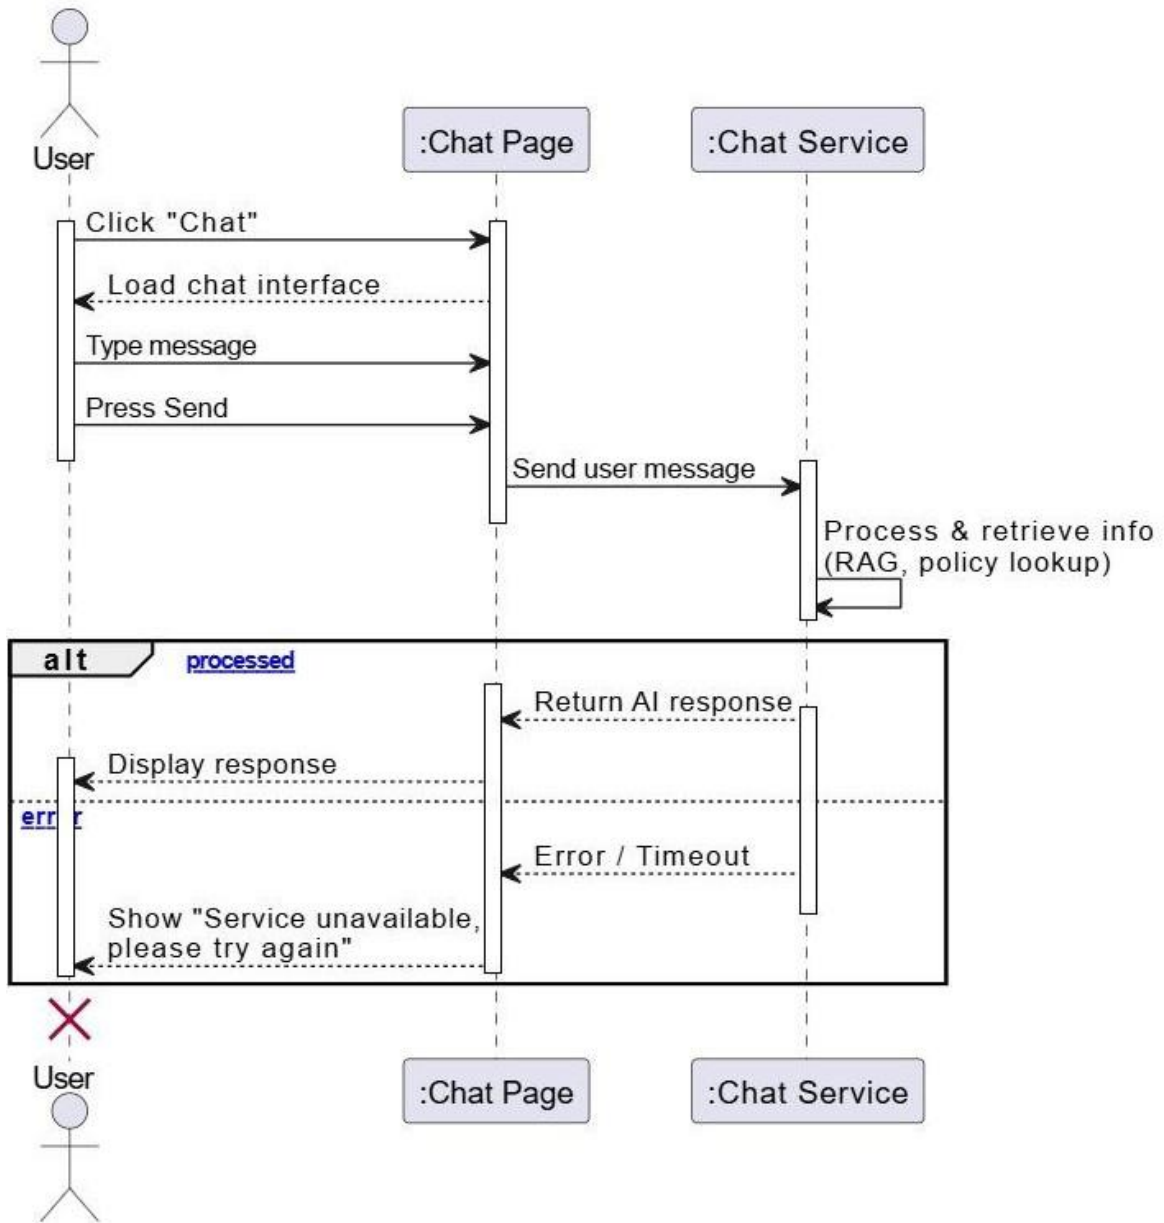 User
:Chat Page
:Chat Service
Click "Chat"
Load chat interface
Type message
Press Send
Send user message
Process & retrieve info
(RAG, policy lookup)
alt
processed
Return AI response
Display response
error
Error / Timeout
Show "Service unavailable,
please try again"
User
:Chat Page
:Chat Service